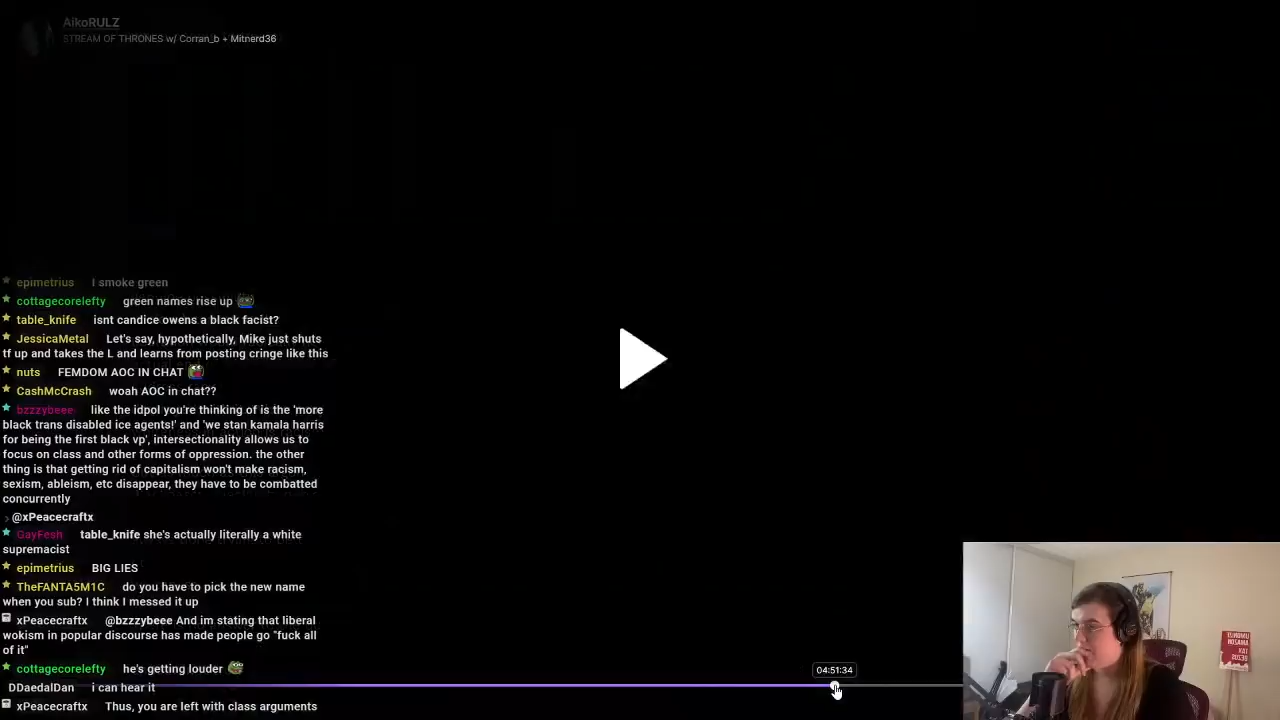 AikoRULZ
STREAM OF THRONES w/ Corran_b + Mitnerd36
epimetrius I smoke green
cottagecorelefty green names rise up
table_knife isnt candice owens a black facist?
JessicaMetal Let's say, hypothetically, Mike just shuts
tf up and takes the L and learns from posting cringe like this
nuts FEMDOM AOC IN CHAT
CashMcCrash woah AOC in chat??
bzzzybeee like the idpol you're thinking of is the 'more
black trans disabled ice agents!' and 'we stan kamala harris
for being the first black vp', intersectionality allows us to
focus on class and other forms of oppression. the other
thing is that getting rid of capitalism won't make racism,
sexism, ableism, etc disappear, they have to be combatted
concurrently
@xPeacecraftx
GayFesh table_knife she's actually literally a white
supremacist
epimetrius BIG LIES
TheFANTA5M1C do you have to pick the new name
when you sub? I think I messed it up
xPeacecraftx @bzzzybeee And im stating that liberal
wokism in popular discourse has made people go "fuck all
of it"
cottagecorelefty he's getting louder
DDaedalDan i can hear it
xPeacecraftx Thus, you are left with class arguments
04:51:34